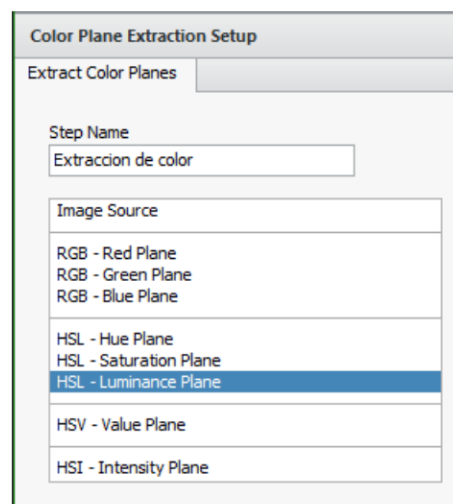 Color Plane Extraction Setup
Extract Color Planes
Step Name
Extraccion de color
Image Source
RGB - Red Plane
RGB - Green Plane
RGB - Blue Plane
HSL - Hue Plane
HSL - Saturation Plane
HSL - Luminance Plane
HSV - Value Plane
HSI - Intensity Plane